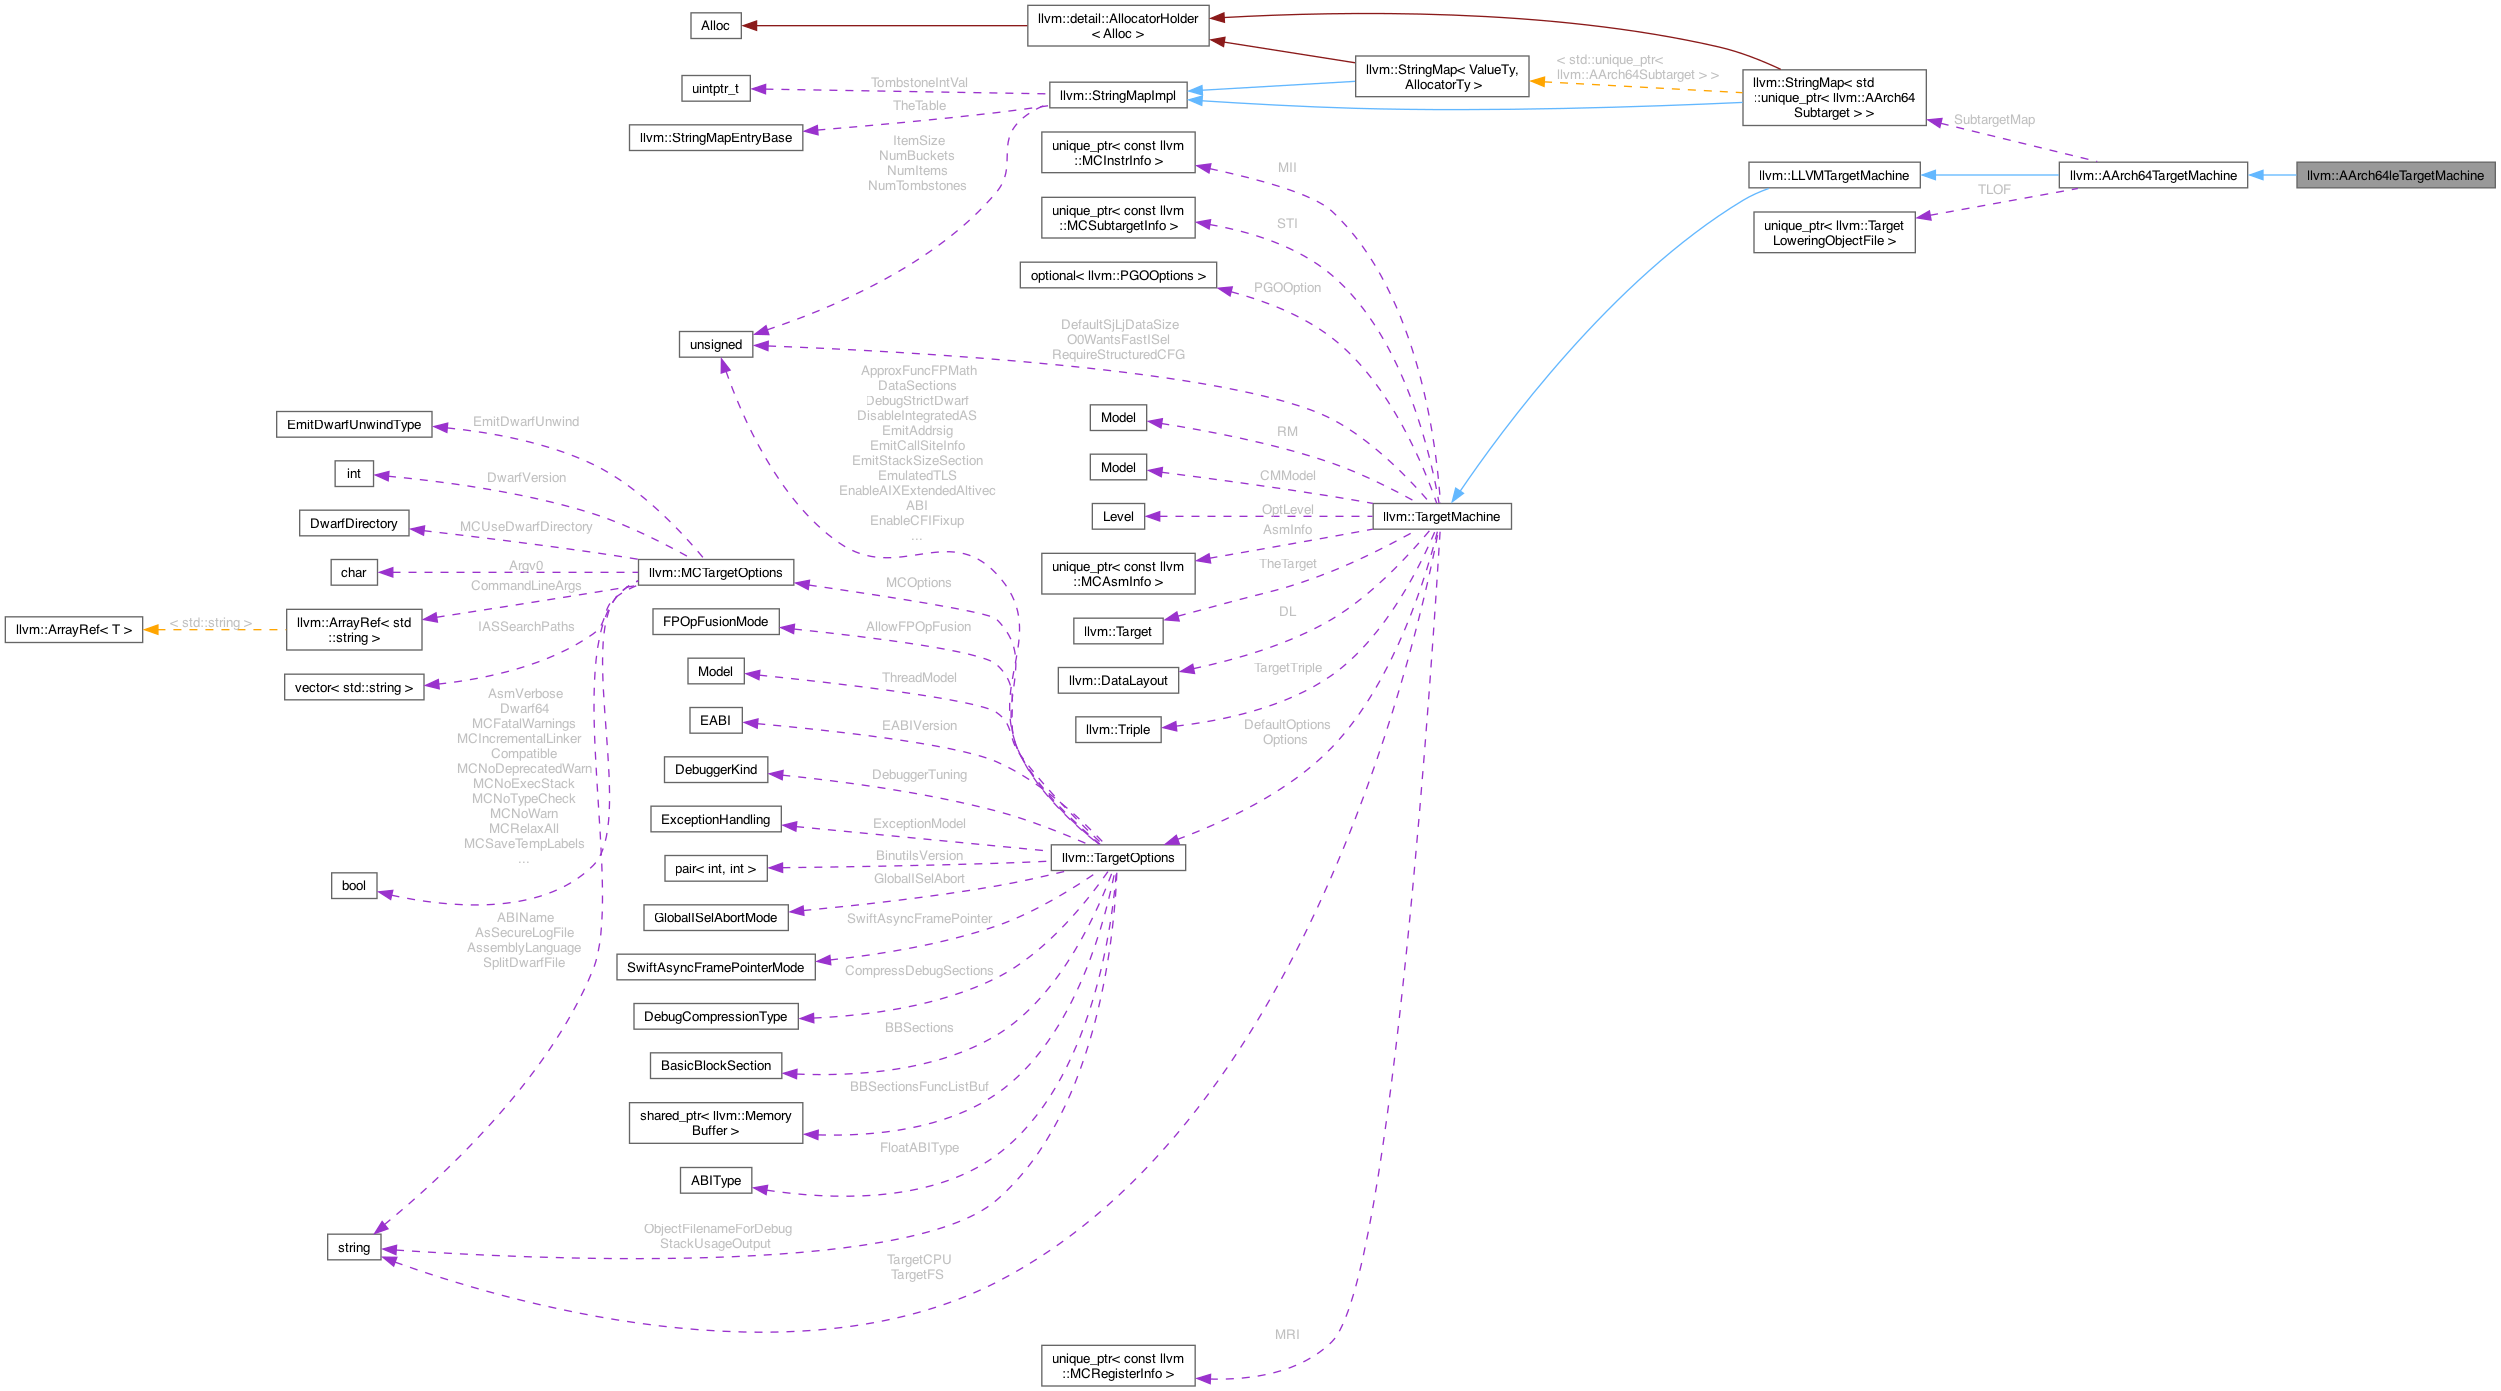 Alloc
llvm::detail::AllocatorHolder
< Alloc >
uintptr_t
TombstoneIntVal
llvm::StringMapImpl
llvm::StringMap< ValueTy,
AllocatorTy >
< std::unique_ptr<
llvm::AArch64Subtarget > >
llvm::StringMap< std
::unique_ptr< llvm::AArch64
Subtarget > >
SubtargetMap
llvm::StringMapEntryBase
TheTable
ItemSize
NumBuckets
NumItems
NumTombstones
unique_ptr< const llvm
::MCInstrInfo >
MII
llvm::LLVMTargetMachine
llvm::AArch64TargetMachine
llvm::AArch64leTargetMachine
TLOF
unique_ptr< llvm::Target
LoweringObjectFile >
unique_ptr< const llvm
::MCSubtargetInfo >
STI
optional< llvm::PGOOptions >
PGOOption
unsigned
DefaultSjLjDataSize
O0WantsFastISel
RequireStructuredCFG
ApproxFuncFPMath
DataSections
DebugStrictDwarf
DisableIntegratedAS
EmitAddrsig
EmitCallSiteInfo
EmitStackSizeSection
EmulatedTLS
EnableAIXExtendedAltivec
ABI
EnableCFIFixup
...
Model
RM
Model
CMModel
Level
OptLevel
llvm::TargetMachine
AsmInfo
unique_ptr< const llvm
::MCAsmInfo >
TheTarget
llvm::Target
DL
llvm::DataLayout
TargetTriple
llvm::Triple
DefaultOptions
Options
EmitDwarfUnwindType
EmitDwarfUnwind
int
DwarfVersion
DwarfDirectory
MCUseDwarfDirectory
char
Argv0
llvm::MCTargetOptions
MCOptions
CommandLineArgs
llvm::ArrayRef< T >
< std::string >
llvm::ArrayRef< std
::string >
IASSearchPaths
vector< std::string >
AsmVerbose
Dwarf64
MCFatalWarnings
MCIncrementalLinker
Compatible
MCNoDeprecatedWarn
MCNoExecStack
MCNoTypeCheck
MCNoWarn
MCRelaxAll
MCSaveTempLabels
...
bool
ABIName
AsSecureLogFile
AssemblyLanguage
SplitDwarfFile
string
FPOpFusionMode
AllowFPOpFusion
Model
ThreadModel
EABI
EABIVersion
DebuggerKind
DebuggerTuning
ExceptionHandling
ExceptionModel
pair< int, int >
BinutilsVersion
llvm::TargetOptions
GlobalISelAbort
GlobalISelAbortMode
SwiftAsyncFramePointer
SwiftAsyncFramePointerMode
CompressDebugSections
DebugCompressionType
BBSections
BasicBlockSection
BBSectionsFuncListBuf
shared_ptr< llvm::Memory
Buffer >
FloatABIType
ABIType
ObjectFilenameForDebug
StackUsageOutput
TargetCPU
TargetFS
MRI
unique_ptr< const llvm
::MCRegisterInfo >